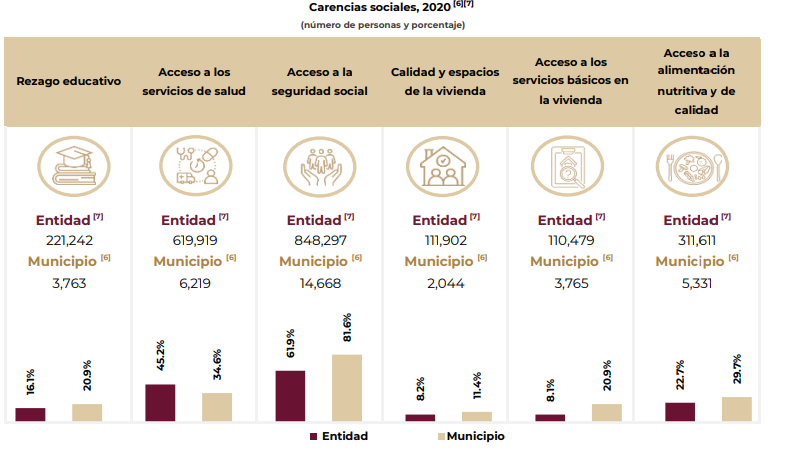 Carencias sociales, 2020 [6][7]
(número de personas y porcentaje)
Rezago educativo
Acceso a los
servicios de salud
Acceso a la
seguridad social
Calidad y espacios
de la vivienda
Acceso a los
servicios básicos en
la vivienda
Acceso a la
alimentación
nutritiva y de
calidad
Entidad [7]
221,242
Municipio [6]
3,763
Entidad [7]
619,919
Municipio [6]
6,219
Entidad [7]
848,297
Municipio [6]
14,668
Entidad [7]
111,902
Municipio [6]
2,044
Entidad [7]
110,479
Municipio [6]
3,765
Entidad [7]
311,611
Municipio [6]
5,331
16.1%
20.9%
45.2%
34.6%
61.9%
81.6%
8.2%
11.4%
8.1%
20.9%
22.7%
29.7%
Entidad
Municipio